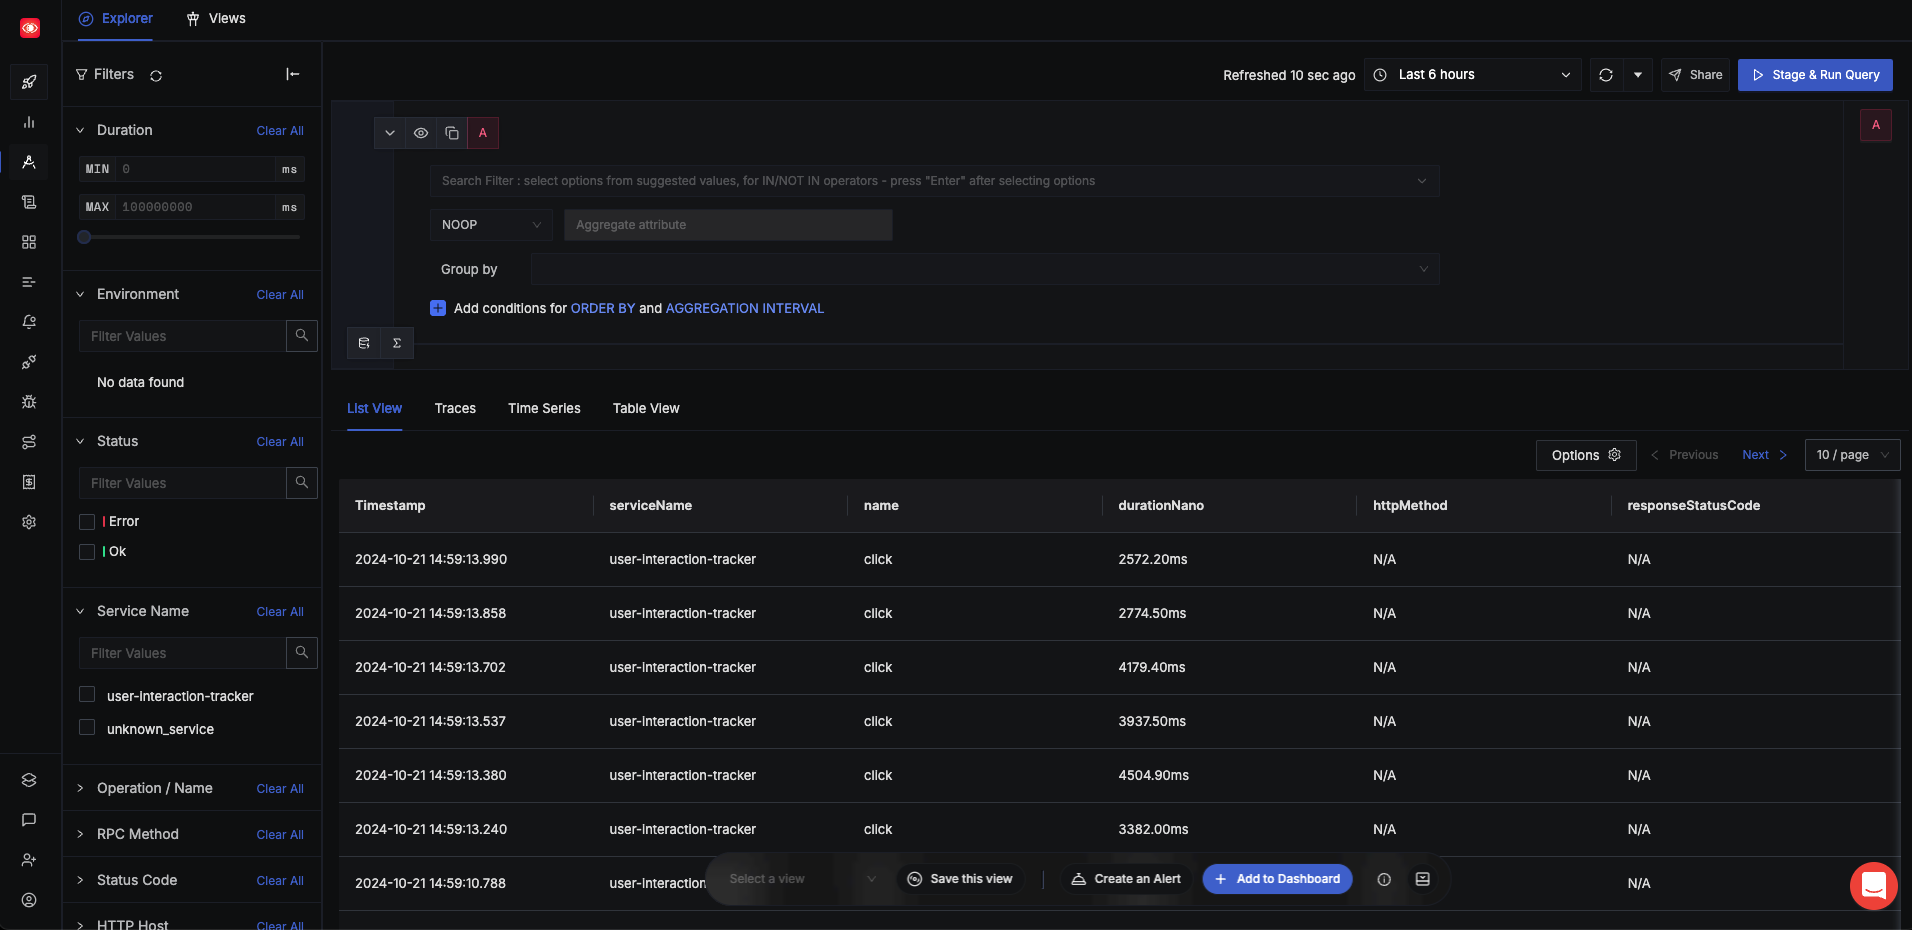 Explorer
Views
Filters
Refreshed 10 sec ago
Last 6 hours
Share
Stage & Run Query
Duration
Clear All
MIN 0 ms
MAX 100000000 ms
A
A
Search Filter : select options from suggested values, for IN/NOT IN operators - press "Enter" after selecting options
NOOP
Aggregate attribute
Group by
Add conditions for ORDER BY and AGGREGATION INTERVAL
Environment
Clear All
Filter Values
No data found
Status
Clear All
Filter Values
Error
Ok
Service Name
Clear All
Filter Values
user-interaction-tracker
unknown_service
Operation / Name
Clear All
RPC Method
Clear All
Status Code
Clear All
HTTP Host
Clear All
List View
Traces
Time Series
Table View
Options
Previous
Next
10 / page
Timestamp serviceName name durationNano httpMethod responseStatusCode
2024-10-21 14:59:13.990 user-interaction-tracker click 2572.20ms N/A N/A
2024-10-21 14:59:13.858 user-interaction-tracker click 2774.50ms N/A N/A
2024-10-21 14:59:13.702 user-interaction-tracker click 4179.40ms N/A N/A
2024-10-21 14:59:13.537 user-interaction-tracker click 3937.50ms N/A N/A
2024-10-21 14:59:13.380 user-interaction-tracker click 4504.90ms N/A N/A
2024-10-21 14:59:13.240 user-interaction-tracker click 3382.00ms N/A N/A
2024-10-21 14:59:10.788 user-interaction N/A
Select a view
Save this view
Create an Alert
Add to Dashboard